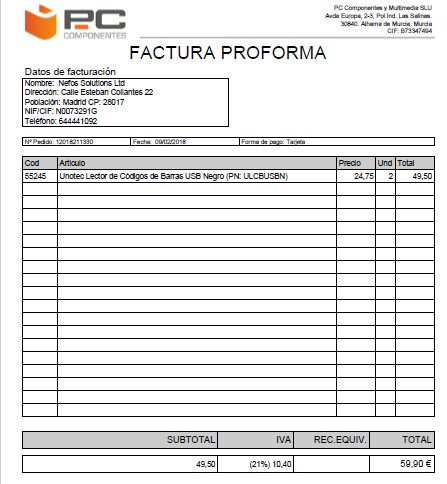 PC
COMPONENTES
PC Componentes y Multimedia SLU
Avda Europa, 2-3, Pol.Ind. Las Salinas.
30840. Alhama de Murcia. Murcia
CIF: B73347494
FACTURA PROFORMA
Datos de facturación
Nombre: Nefos Solutions Ltd
Dirección: Calle Esteban Collantes 22
Población: Madrid CP: 28017
NIF/CIF: N0073291G
Teléfono: 644441092
Nº Pedido: 12018211330 Fecha: 09/02/2018 Forma de pago: Tarjeta
Cod Artículo Precio Und Total
55245 Unotec Lector de Códigos de Barras USB Negro (PN: ULCBUSBN) 24,75 2 49,50
SUBTOTAL IVA REC.EQUIV. TOTAL
49,50 (21%) 10,40 59,90 €